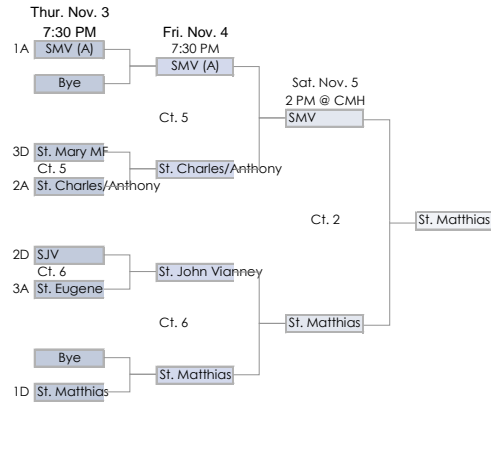 Thur. Nov. 3
7:30 PM
Fri. Nov. 4
7:30 PM
1A SMV (A)
SMV (A)
Bye
Sat. Nov. 5
2 PM @ CMH
SMV
Ct. 5
3D St. Mary MF
Ct. 5
St. Charles/Anthony
2A St. Charles/Anthony
Ct. 2
St. Matthias
2D SJV
Ct. 6
St. John Vianney
3A St. Eugene
Ct. 6
St. Matthias
Bye
St. Matthias
1D St. Matthias